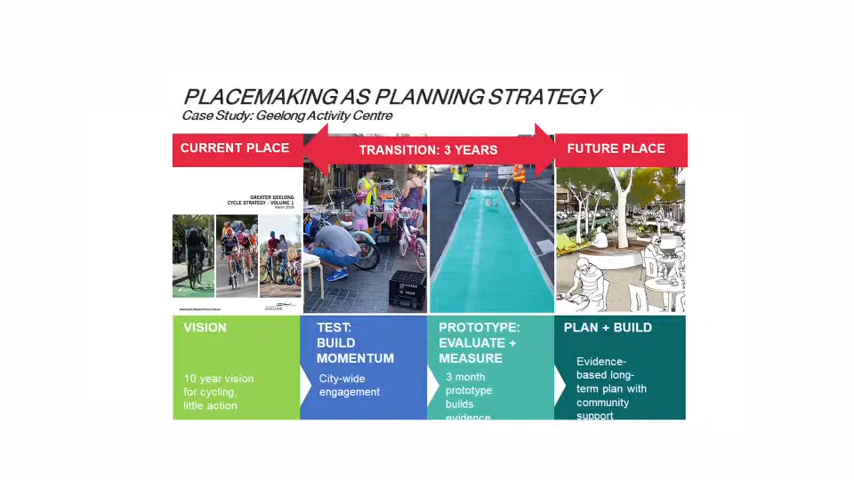 PLACEMAKING AS PLANNING STRATEGY
Case Study: Geelong Activity Centre
CURRENT PLACE
TRANSITION: 3 YEARS
FUTURE PLACE
GREATER GEELONG
CYCLE STRATEGY - VOLUME 1
VISION
10 year vision
for cycling,
little action
TEST:
BUILD
MOMENTUM
City-wide
engagement
PROTOTYPE:
EVALUATE +
MEASURE
3 month
prototype
builds
evidence
PLAN + BUILD
Evidence-
based long-
term plan with
community
support